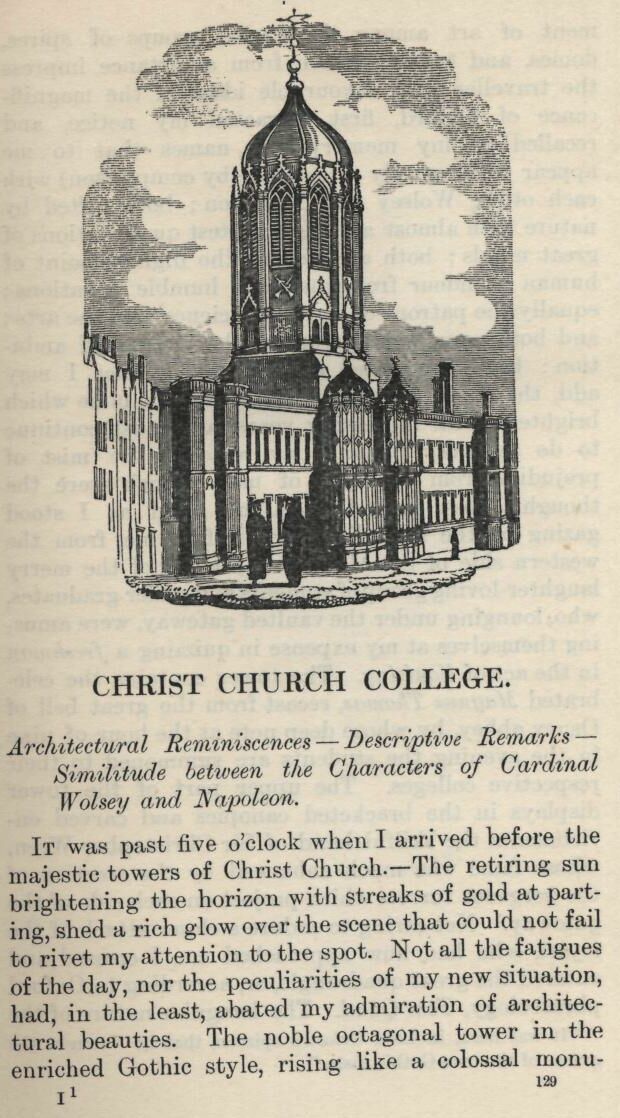 CHRIST CHURCH COLLEGE.
Architectural Reminiscences — Descriptive Remarks —
Similitude between the Characters of Cardinal
Wolsey and Napoleon.
IT was past five o'clock when I arrived before the
majestic towers of Christ Church.—The retiring sun
brightening the horizon with streaks of gold at part-
ing, shed a rich glow over the scene that could not fail
to rivet my attention to the spot. Not all the fatigues
of the day, nor the peculiarities of my new situation,
had, in the least, abated my admiration of architec-
tural beauties. The noble octagonal tower in the
enriched Gothic style, rising like a colossal monu-
I 1
129